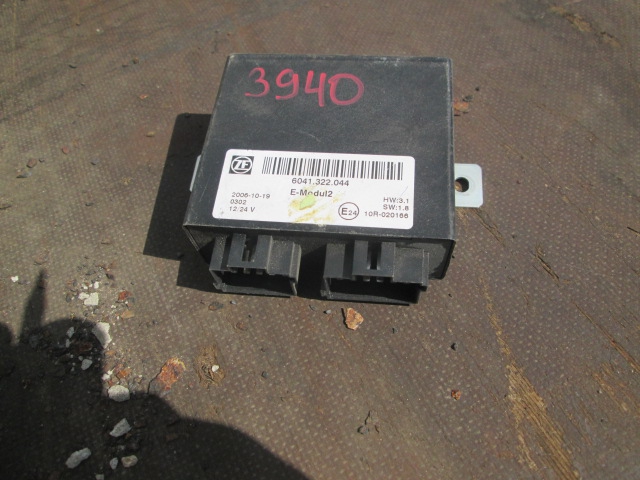 3940
ZF
6041.322.044
2006-10-19 E-Modul2 HW:3.1
0302 SW:1.8
12/24 V E24 10R-020166